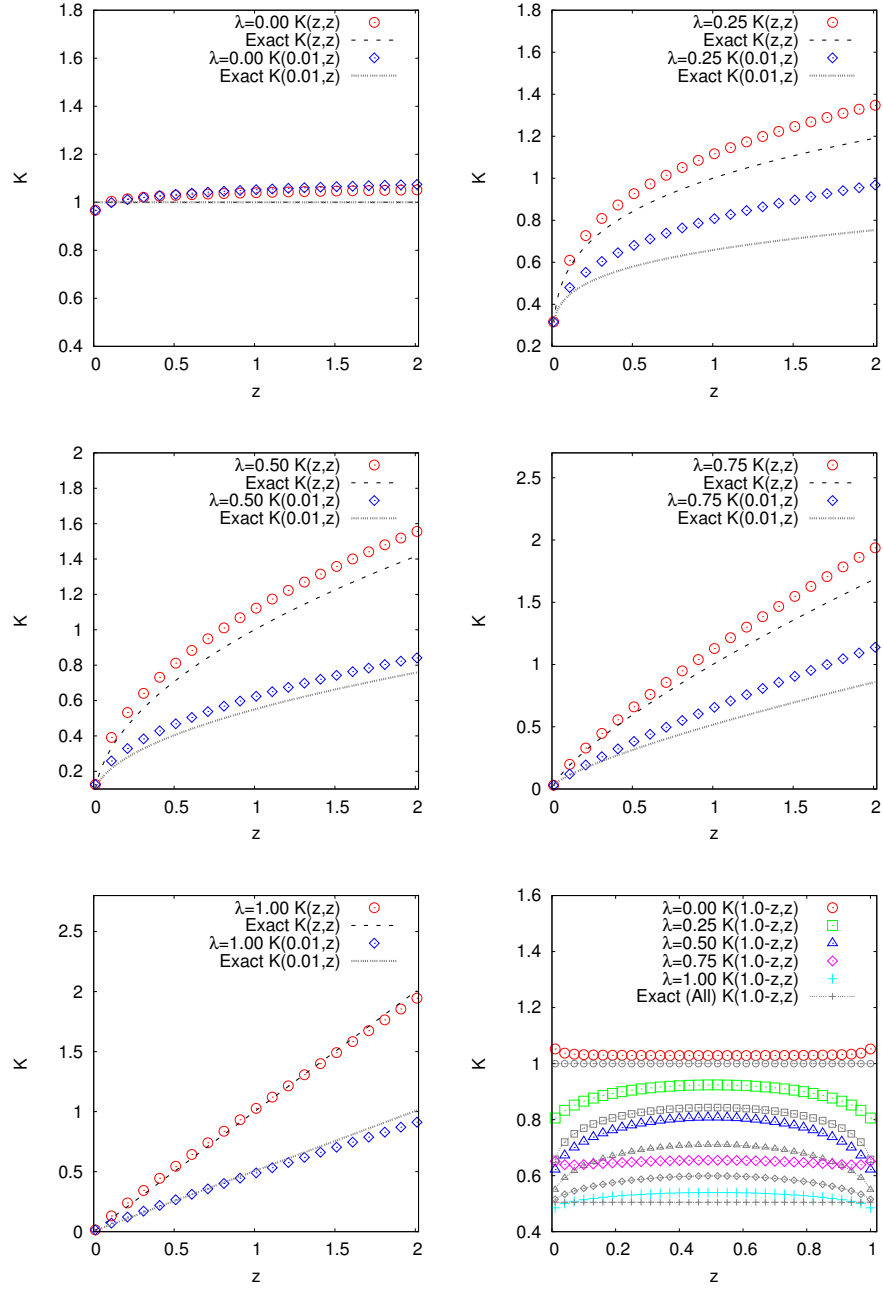 1.8
1.6
1.4
1.2
1
0.8
0.6
0.4
0
0.5
1
1.5
2
K
z
λ=0.00 K(z,z)
Exact K(z,z)
λ=0.00 K(0.01,z)
Exact K(0.01,z)
1.8
1.6
1.4
1.2
1
0.8
0.6
0.4
0.2
0
0.5
1
1.5
2
K
z
λ=0.25 K(z,z)
Exact K(z,z)
λ=0.25 K(0.01,z)
Exact K(0.01,z)
2
1.8
1.6
1.4
1.2
1
0.8
0.6
0.4
0.2
0
0.5
1
1.5
2
K
z
λ=0.50 K(z,z)
Exact K(z,z)
λ=0.50 K(0.01,z)
Exact K(0.01,z)
2.5
2
1.5
1
0.5
0
0
0.5
1
1.5
2
K
z
λ=0.75 K(z,z)
Exact K(z,z)
λ=0.75 K(0.01,z)
Exact K(0.01,z)
2.5
2
1.5
1
0.5
0
0
0.5
1
1.5
2
K
z
λ=1.00 K(z,z)
Exact K(z,z)
λ=1.00 K(0.01,z)
Exact K(0.01,z)
1.6
1.4
1.2
1
0.8
0.6
0.4
0
0.2
0.4
0.6
0.8
1
K
z
λ=0.00 K(1.0-z,z)
λ=0.25 K(1.0-z,z)
λ=0.50 K(1.0-z,z)
λ=0.75 K(1.0-z,z)
λ=1.00 K(1.0-z,z)
Exact (All) K(1.0-z,z)